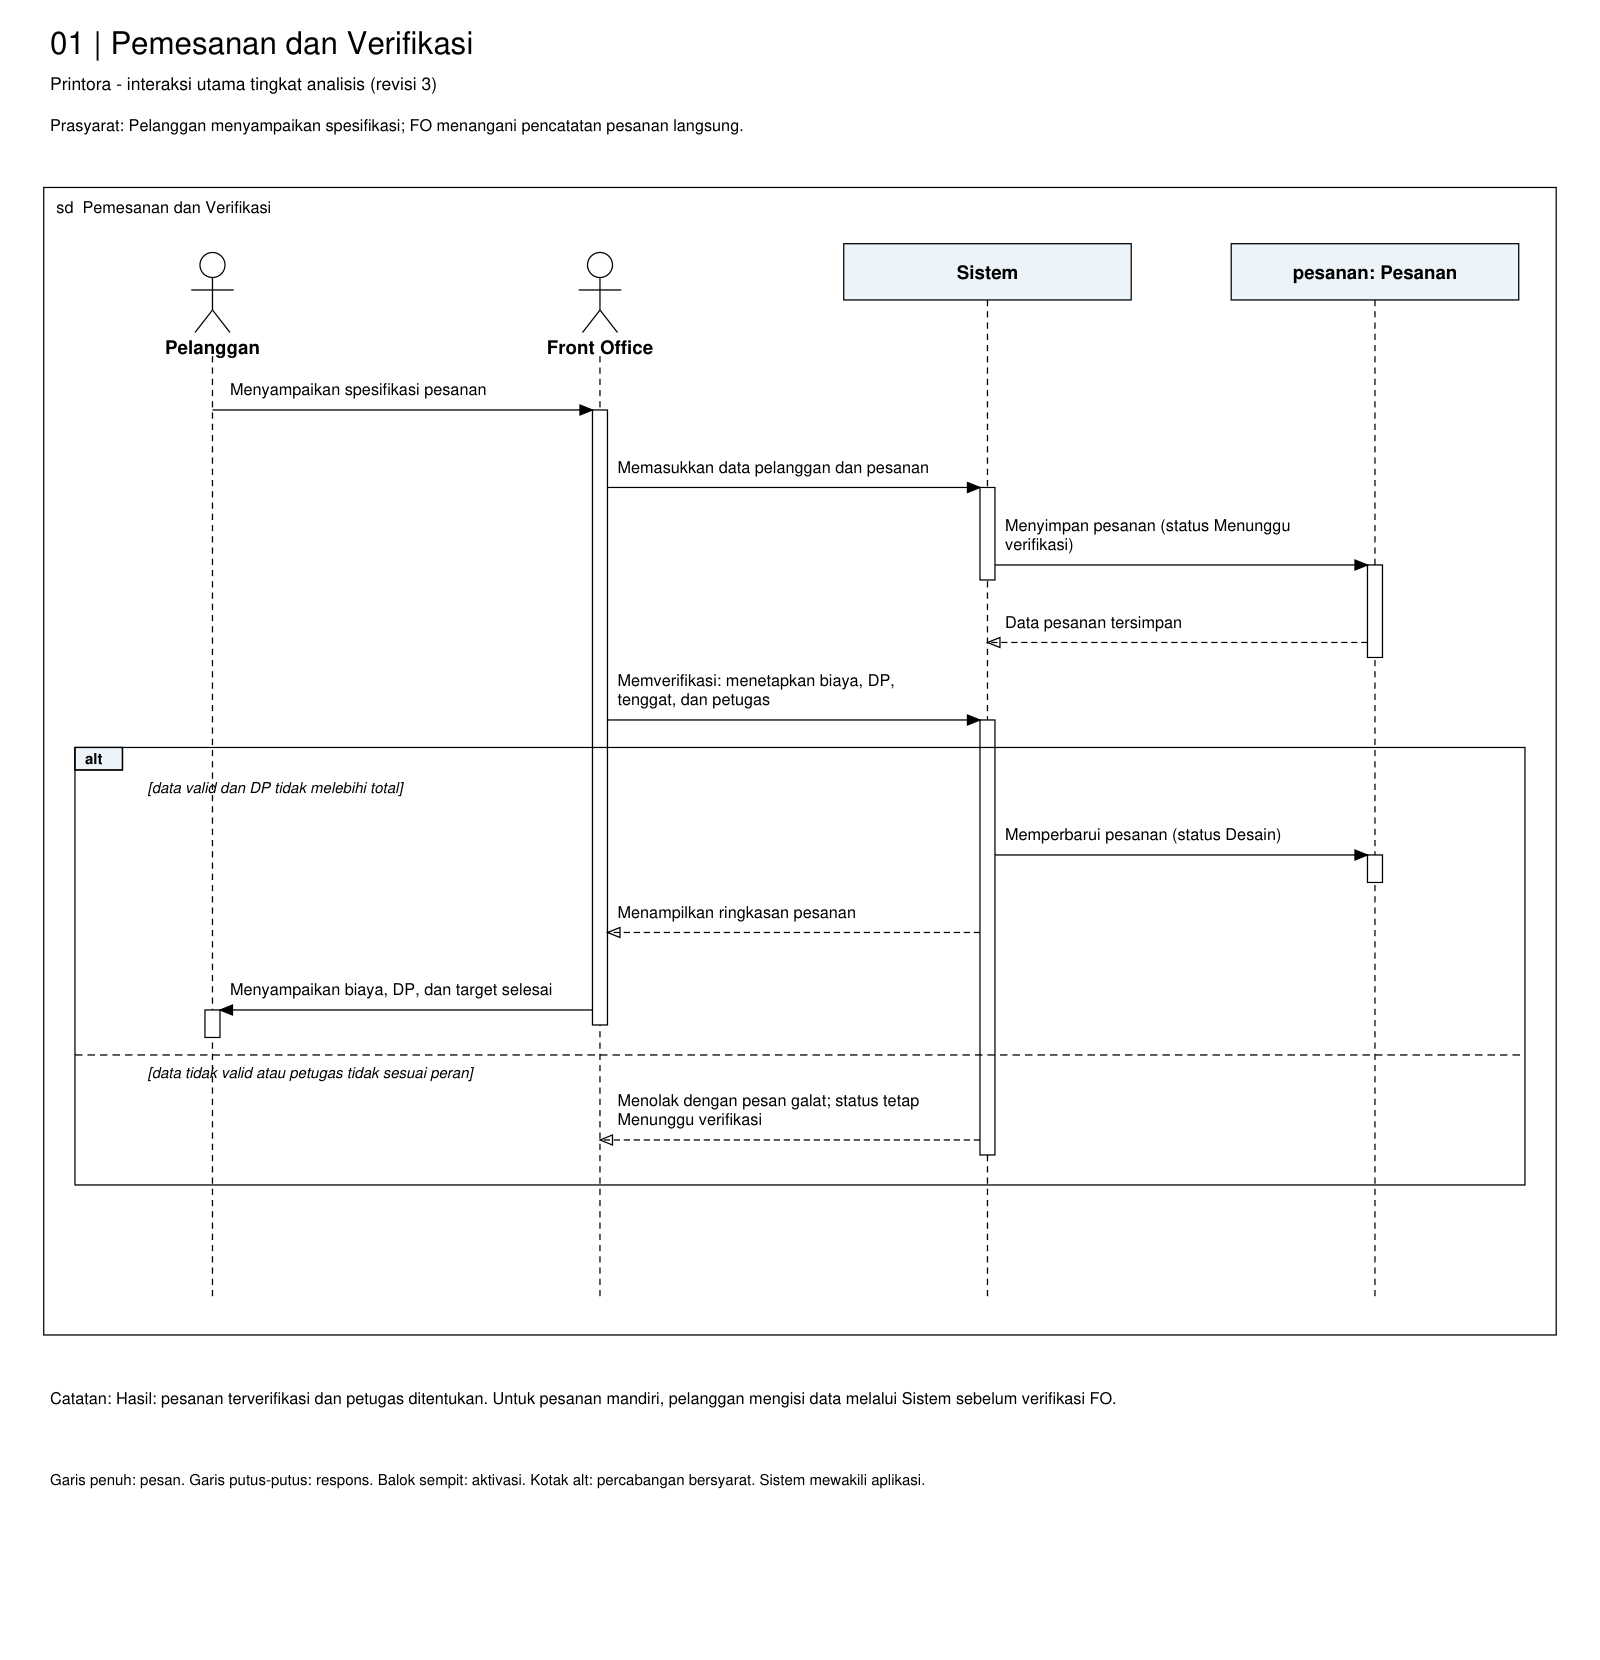 01 | Pemesanan dan Verifikasi
Printora - interaksi utama tingkat analisis (revisi 3)
Prasyarat: Pelanggan menyampaikan spesifikasi; FO menangani pencatatan pesanan langsung.
sd  Pemesanan dan Verifikasi
Sistem
pesanan: Pesanan
Pelanggan
Front Office
Menyampaikan spesifikasi pesanan
Memasukkan data pelanggan dan pesanan
Menyimpan pesanan (status Menunggu
verifikasi)
Data pesanan tersimpan
Memverifikasi: menetapkan biaya, DP,
tenggat, dan petugas
alt
[data valid dan DP tidak melebihi total]
Memperbarui pesanan (status Desain)
Menampilkan ringkasan pesanan
Menyampaikan biaya, DP, dan target selesai
[data tidak valid atau petugas tidak sesuai peran]
Menolak dengan pesan galat; status tetap
Menunggu verifikasi
Catatan: Hasil: pesanan terverifikasi dan petugas ditentukan. Untuk pesanan mandiri, pelanggan mengisi data melalui Sistem sebelum verifikasi FO.
Garis penuh: pesan. Garis putus-putus: respons. Balok sempit: aktivasi. Kotak alt: percabangan bersyarat. Sistem mewakili aplikasi.